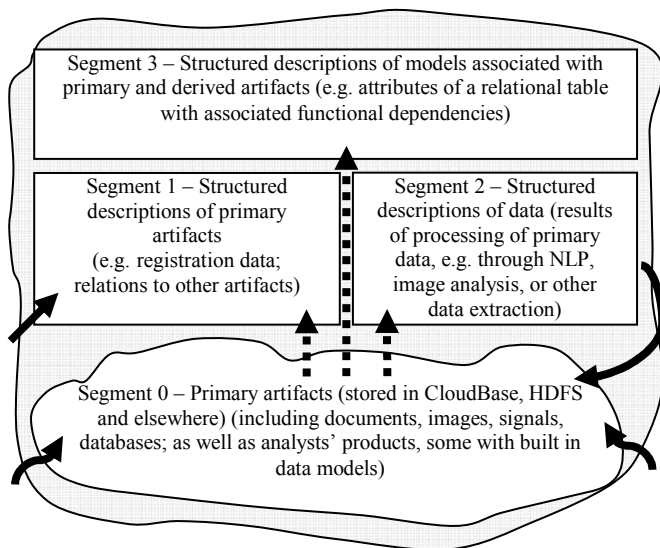 Segment 3 – Structured descriptions of models associated with
primary and derived artifacts (e.g. attributes of a relational table
with associated functional dependencies)
Segment 1 – Structured
descriptions of primary
artifacts
(e.g. registration data;
relations to other artifacts)
Segment 2 – Structured
descriptions of data (results
of processing of primary
data, e.g. through NLP,
image analysis, or other
data extraction)
Segment 0 – Primary artifacts (stored in CloudBase, HDFS
and elsewhere) (including documents, images, signals,
databases; as well as analysts’ products, some with built in
data models)